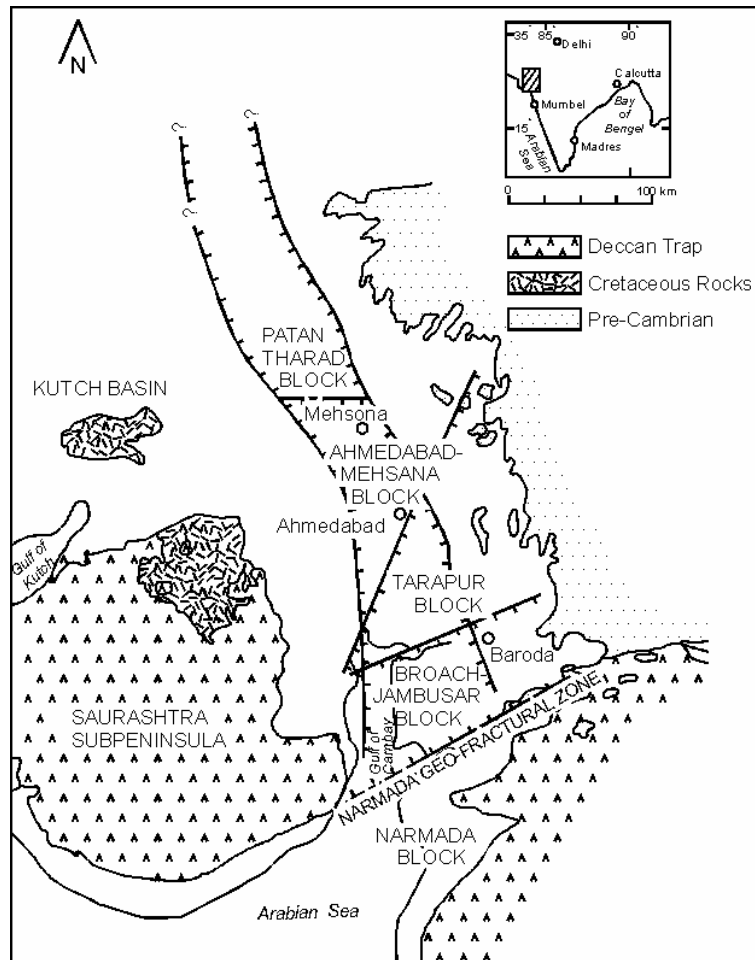 N
35 85 90
Delhi
Calcutta
Mumbel
Bay
of
Bengel
15
Arabian
Sea
Madres
0 100 km
Deccan Trap
Cretaceous Rocks
Pre-Cambrian
?
?
?
PATAN
THARAD
BLOCK
KUTCH BASIN
Mehsona
AHMEDABAD-
MEHSANA
BLOCK
Ahmedabad
Gulf of
Kutch
TARAPUR
BLOCK
Baroda
BROACH-
JAMBUSAR
BLOCK
SAURASHTRA
SUBPENINSULA
Gulf of
Cambay
NARMADA GEO-FRACTURAL ZONE
NARMADA
BLOCK
Arabian Sea